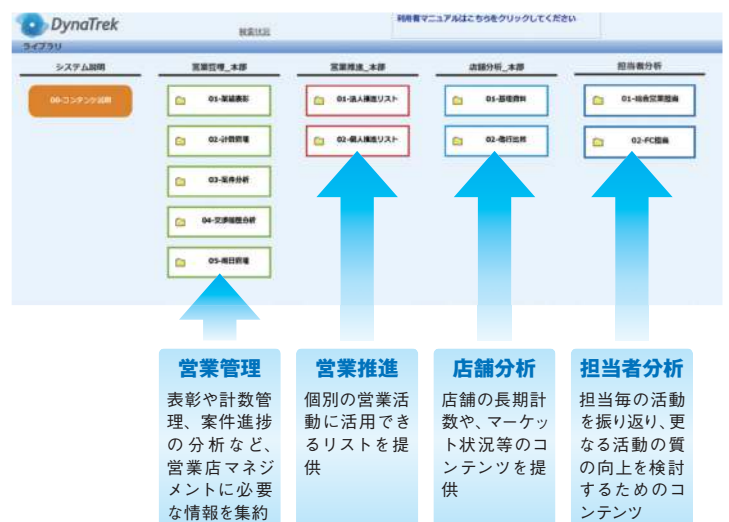 DynaTrek
利用者マニュアルはこちらをクリックしてください
ライブラリ
システム説明
営業管理_本部
営業推進_本部
店舗分析_本部
担当者分析
00-コンテンツ説明
01-業績表彰
02-計数管理
03-案件分析
04-交渉履歴分析
05-期日管理
01-法人推進リスト
02-個人推進リスト
01-基礎資料
02-他行比較
01-総合営業担当
02-FC担当
営業管理
表彰や計数管
理、案件進捗
の分析など、
営業店マネジ
メントに必要
な情報を集約
営業推進
個別の営業活
動に活用でき
るリストを提
供
店舗分析
店舗の長期計
数や、マーケッ
ト状況等のコ
ンテンツを提
供
担当者分析
担当毎の活動
を振り返り、更
なる活動の質
の向上を検討
するためのコ
ンテンツ